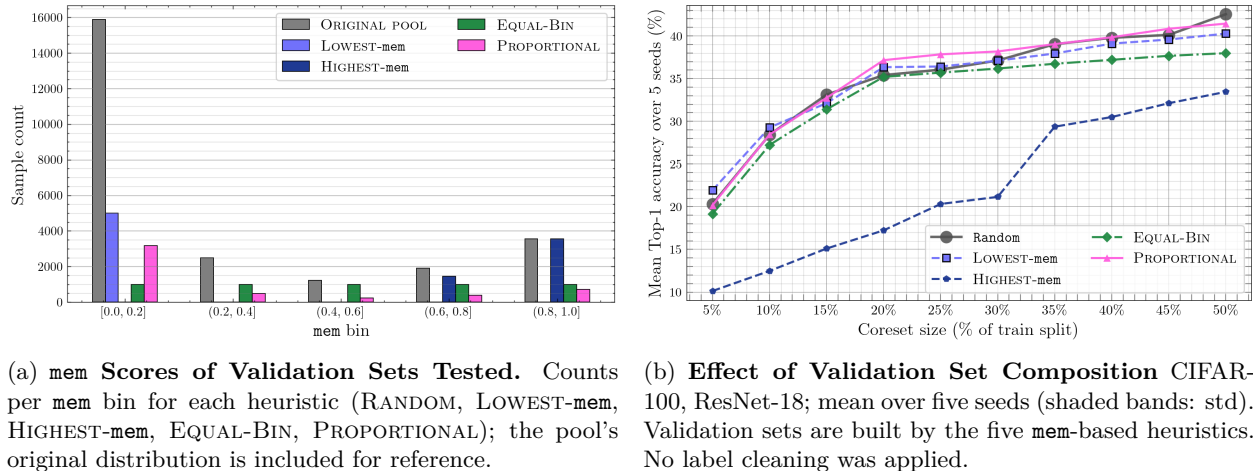 16000
14000
12000
10000
8000
6000
4000
2000
0
Sample count
ORIGINAL POOL
LOWEST-mem
HIGHEST-mem
EQUAL-BIN
PROPORTIONAL
[0.0, 0.2]
(0.2, 0.4]
(0.4, 0.6]
(0.6, 0.8]
(0.8, 1.0]
mem bin
Mean Top-1 accuracy over 5 seeds (%)
40
35
30
25
20
15
10
Random
LOWEST-mem
HIGHEST-mem
EQUAL-BIN
PROPORTIONAL
5%
10%
15%
20%
25%
30%
35%
40%
45%
50%
Coreset size (% of train split)
(a) mem Scores of Validation Sets Tested. Counts
per mem bin for each heuristic (RANDOM, LOWEST-mem,
HIGHEST-mem, EQUAL-BIN, PROPORTIONAL); the pool's
original distribution is included for reference.
(b) Effect of Validation Set Composition CIFAR-
100, ResNet-18; mean over five seeds (shaded bands: std).
Validation sets are built by the five mem-based heuristics.
No label cleaning was applied.